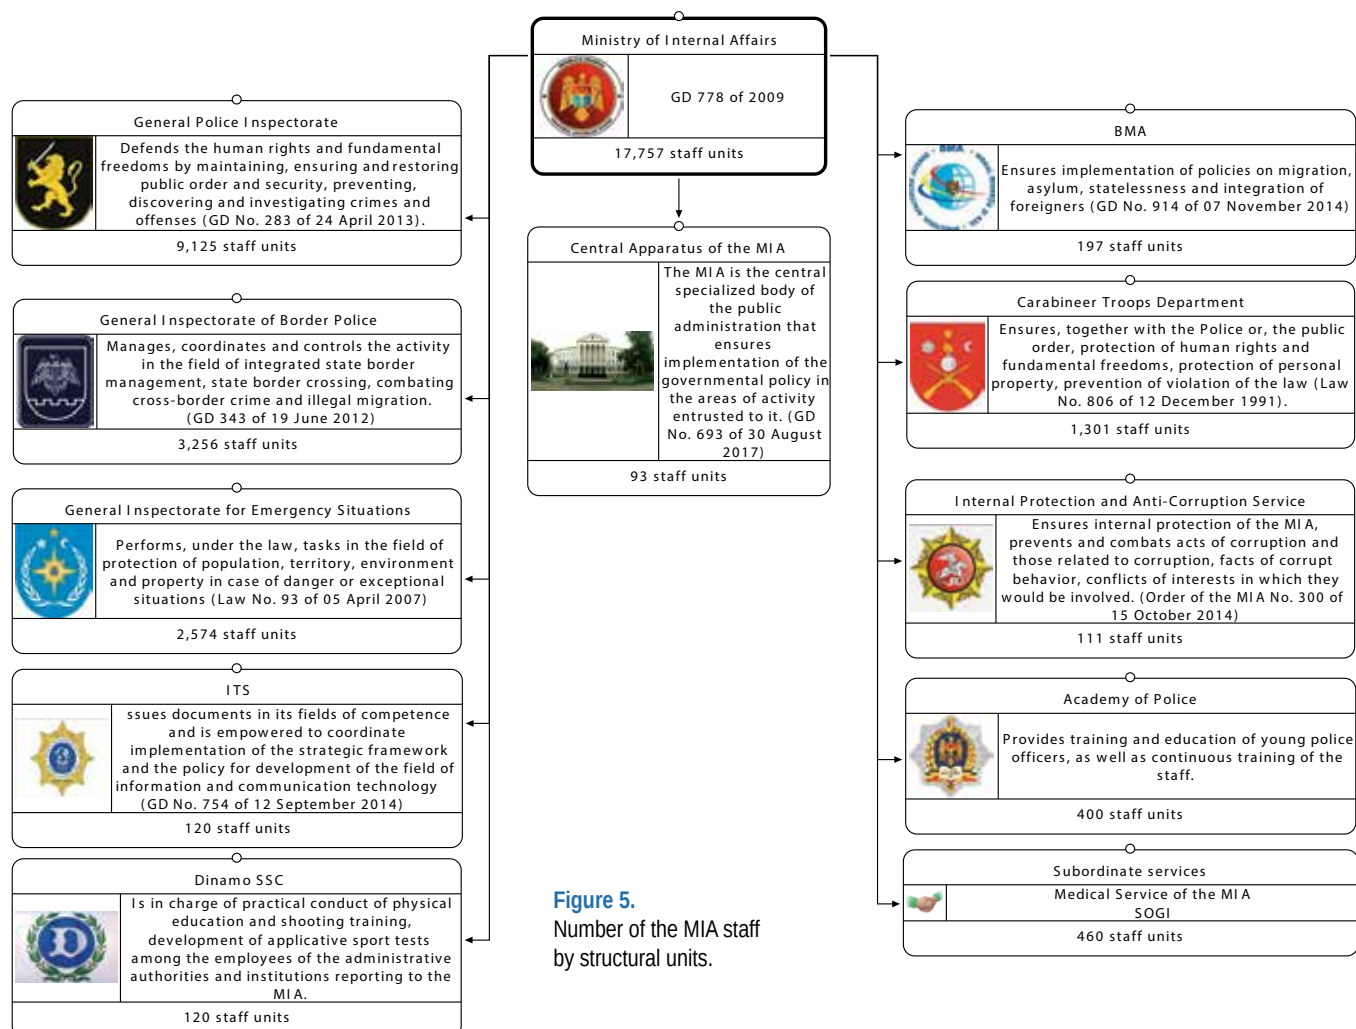 Ministry of Internal Affairs
GD 778 of 2009
17,757 staff units
General Police Inspectorate
Defends the human rights and fundamental
freedoms by maintaining, ensuring and restoring
public order and security, preventing,
discovering and investigating crimes and
offenses (GD No. 283 of 24 April 2013).
9,125 staff units
General Inspectorate of Border Police
Manages, coordinates and controls the activity
in the field of integrated state border
management, state border crossing, combating
cross-border crime and illegal migration.
(GD 343 of 19 June 2012)
3,256 staff units
General Inspectorate for Emergency Situations
Performs, under the law, tasks in the field of
protection of population, territory, environment
and property in case of danger or exceptional
situations (Law No. 93 of 05 April 2007)
2,574 staff units
ITS
ssues documents in its fields of competence
and is empowered to coordinate
implementation of the strategic framework
and the policy for development of the field of
information and communication technology
(GD No. 754 of 12 September 2014)
120 staff units
Dinamo SSC
D
Is in charge of practical conduct of physical
education and shooting training,
development of applicative sport tests
among the employees of the administrative
authorities and institutions reporting to the
MIA.
120 staff units
Central Apparatus of the MIA
The MIA is the central
specialized body of
the public
administration that
ensures
implementation of the
governmental policy in
the areas of activity
entrusted to it. (GD
No. 693 of 30 August
2017)
93 staff units
BMA
BMA
Ensures implementation of policies on migration,
asylum, statelessness and integration of
foreigners (GD No. 914 of 07 November 2014)
197 staff units
Carabineer Troops Department
Ensures, together with the Police or, the public
order, protection of human rights and
fundamental freedoms, protection of personal
property, prevention of violation of the law (Law
No. 806 of 12 December 1991).
1,301 staff units
Internal Protection and Anti-Corruption Service
Ensures internal protection of the MIA,
prevents and combats acts of corruption and
those related to corruption, facts of corrupt
behavior, conflicts of interests in which they
would be involved. (Order of the MIA No. 300 of
15 October 2014)
111 staff units
Academy of Police
Provides training and education of young police
officers, as well as continuous training of the
staff.
400 staff units
Subordinate services
Medical Service of the MIA
SOGI
460 staff units
Figure 5.
Number of the MIA staff
by structural units.